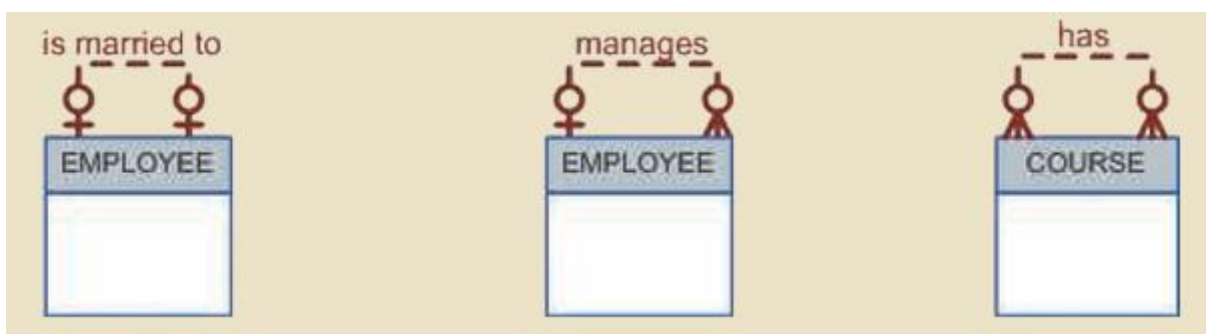 is married to
manages
has
EMPLOYEE
EMPLOYEE
COURSE